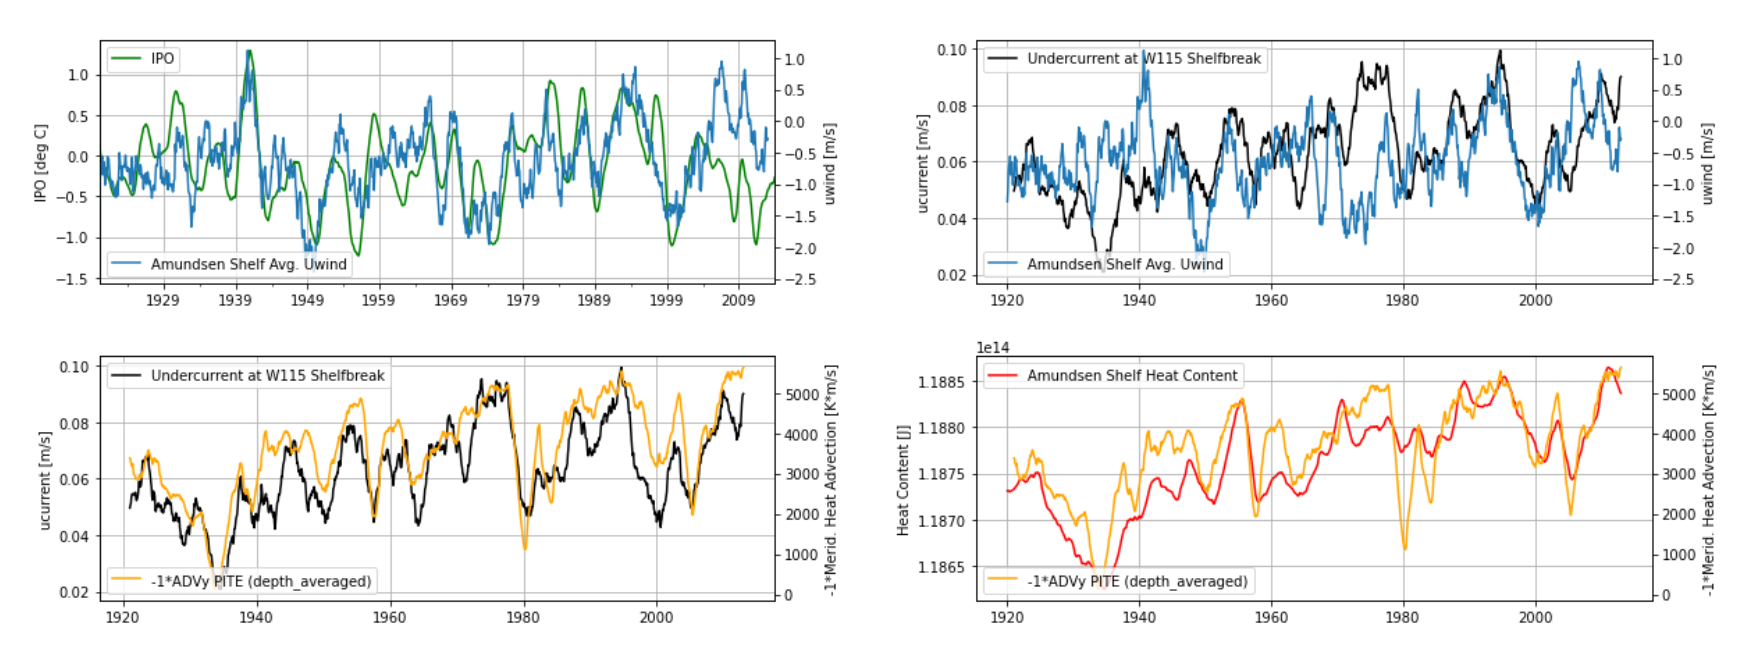 IPO
Amundsen Shelf Avg. Uwind
IPO [deg C]
1.0
0.5
0.0
−0.5
−1.0
−1.5
1.0
0.5
0.0
−0.5
−1.0
−1.5
−2.0
−2.5
uwind [m/s]
1929 1939 1949 1959 1969 1979 1989 1999 2009
Undercurrent at W115 Shelfbreak
Amundsen Shelf Avg. Uwind
ucurrent [m/s]
0.10
0.08
0.06
0.04
0.02
1.0
0.5
0.0
−0.5
−1.0
−1.5
−2.0
−2.5
uwind [m/s]
1920 1940 1960 1980 2000
Undercurrent at W115 Shelfbreak
-1*ADVy PITE (depth_averaged)
ucurrent [m/s]
0.10
0.08
0.06
0.04
0.02
5000
4000
3000
2000
1000
0
-1*Merid. Heat Advection [K*m/s]
1920 1940 1960 1980 2000
1e14
Amundsen Shelf Heat Content
-1*ADVy PITE (depth_averaged)
Heat Content [J]
1.1885
1.1880
1.1875
1.1870
1.1865
5000
4000
3000
2000
1000
0
-1*Merid. Heat Advection [K*m/s]
1920 1940 1960 1980 2000